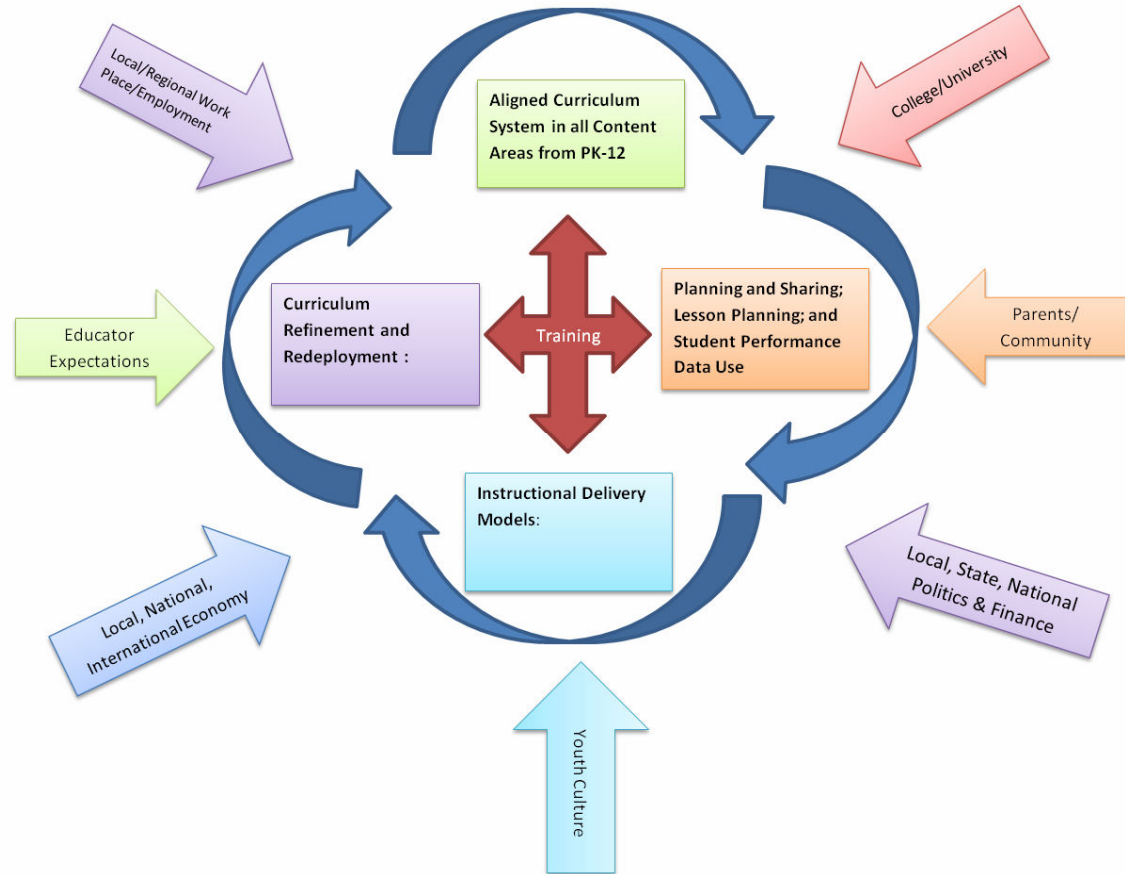 Local/Regional Work
Place/Employment
College/University
Aligned Curriculum
System in all Content
Areas from PK-12
Educator
Expectations
Curriculum
Refinement and
Redeployment :
Training
Planning and Sharing;
Lesson Planning; and
Student Performance
Data Use
Parents/
Community
Instructional Delivery
Models:
Local, National,
International Economy
Local, State, National
Politics & Finance
Youth Culture